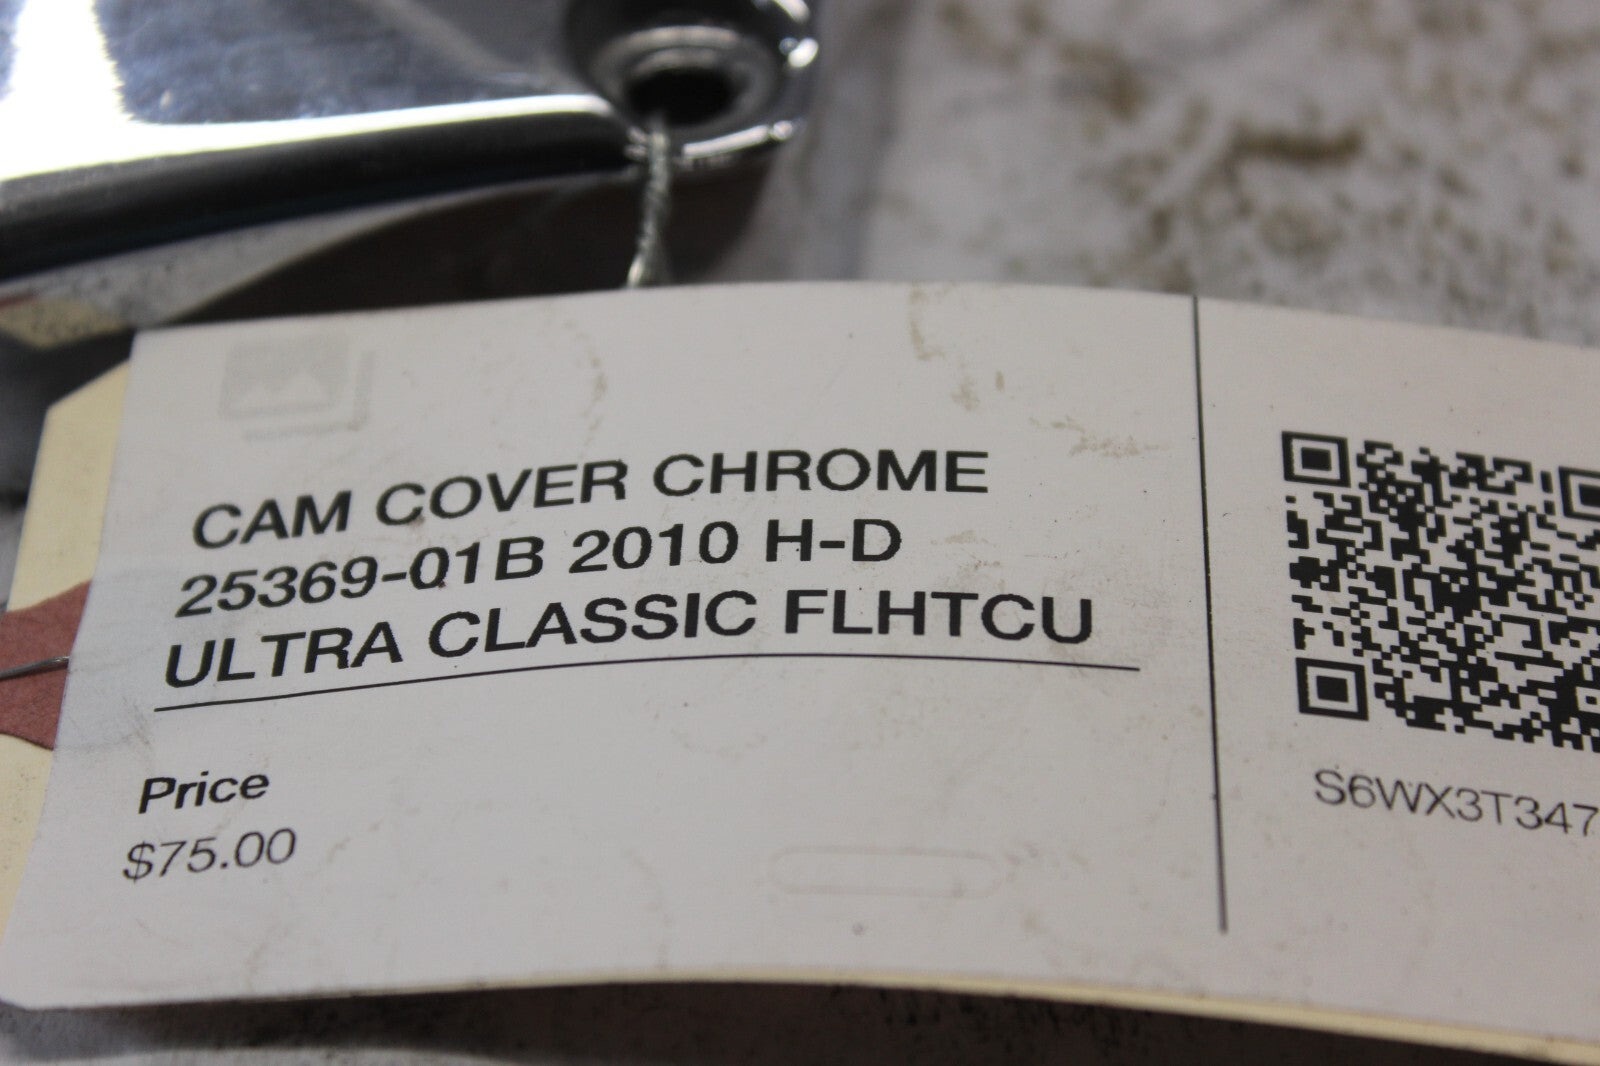 CAM COVER CHROME
25369-01B 2010 H-D
ULTRA CLASSIC FLHTCU
Price
$75.00
S6WX3T347